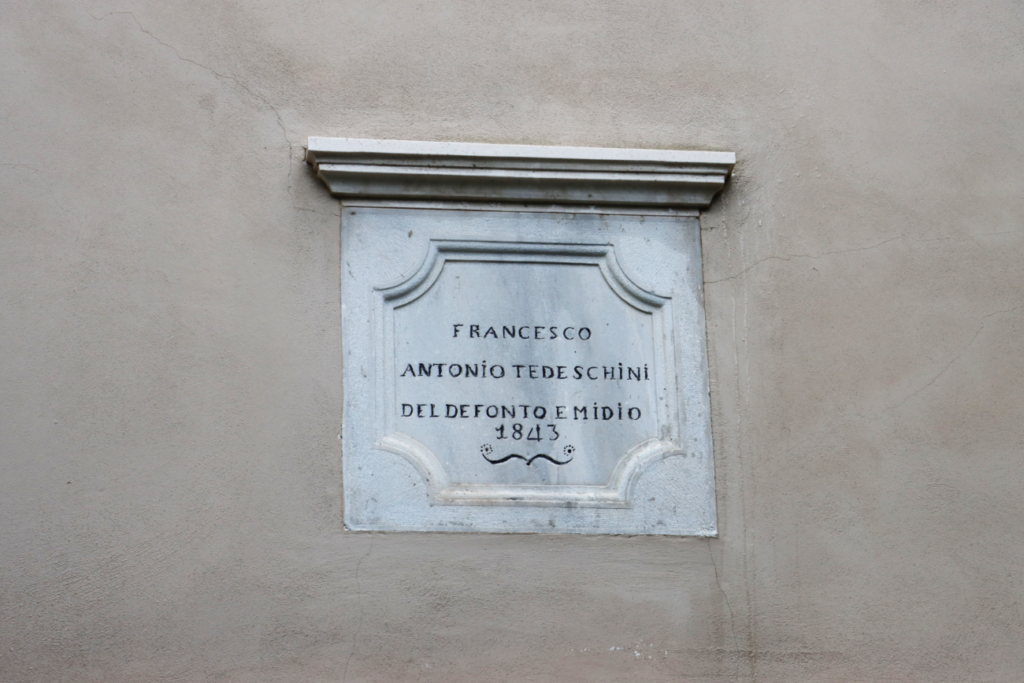 FRANCESCO
ANTONiO TEDESCHiNi
DEL DEFONTO EMiDiO
1843